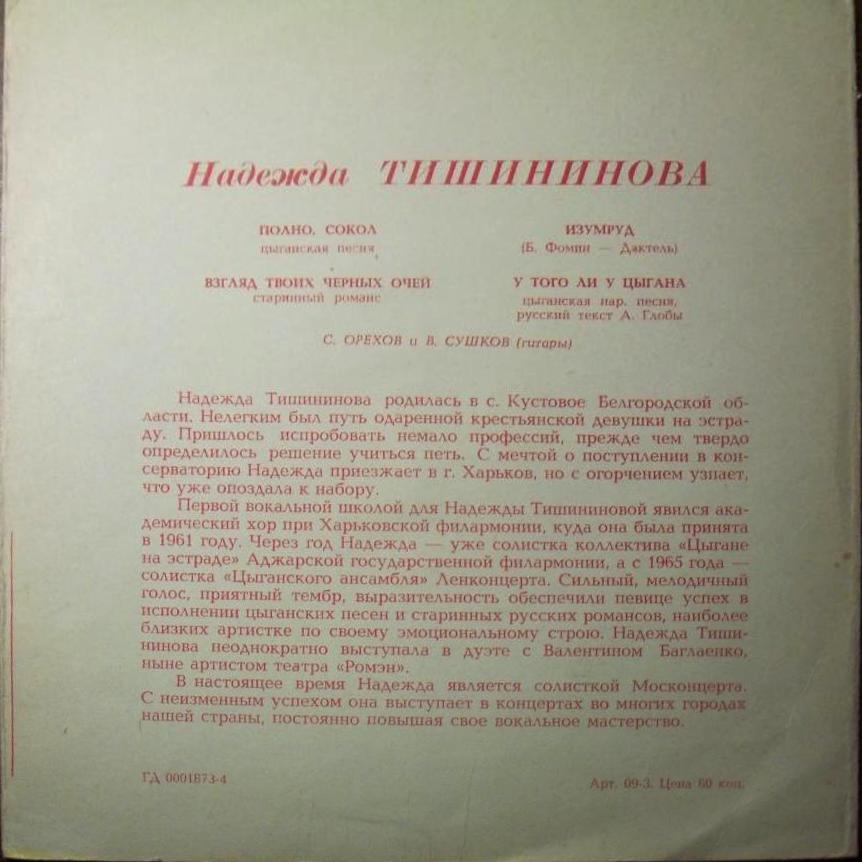 Надежда ТИШИНИНОВА
ПОЛНО, СОКОЛ
цыганская песня
ВЗГЛЯД ТВОИХ ЧЕРНЫХ ОЧЕЙ
старинный романс
ИЗУМРУД
(Б. Фомин — Дактель)
У ТОГО ЛИ У ЦЫГАНА
цыганская нар. песня,
русский текст А. Глобы
С. ОРЕХОВ и В. СУШКОВ (гитары)
Надежда Тишининова родилась в с. Кустовое Белгородской об-
ласти. Нелегким был путь одаренной крестьянской девушки на эстра-
ду. Пришлось испробовать немало профессий, прежде чем твердо
определилось решение учиться петь. С мечтой о поступлении в кон-
серваторию Надежда приезжает в г. Харьков, но с огорчением узнает,
что уже опоздала к набору.
Первой вокальной школой для Надежды Тишининовой явился ака-
демический хор при Харьковской филармонии, куда она была принята
в 1961 году. Через год Надежда — уже солистка коллектива «Цыгане
на эстраде» Аджарской государственной филармонии, а с 1965 года —
солистка «Цыганского ансамбля» Ленконцерта. Сильный, мелодичный
голос, приятный тембр, выразительность обеспечили певице успех в
исполнении цыганских песен и старинных русских романсов, наиболее
близких артистке по своему эмоциональному строю. Надежда Тиши-
нинова неоднократно выступала в дуэте с Валентином Баглаенко,
ныне артистом театра «Ромэн».
В настоящее время Надежда является солисткой Москонцерта.
С неизменным успехом она выступает в концертах во многих городах
нашей страны, постоянно повышая свое вокальное мастерство.
ГД 0001873-4
Арт. 09-3. Цена 60 коп.